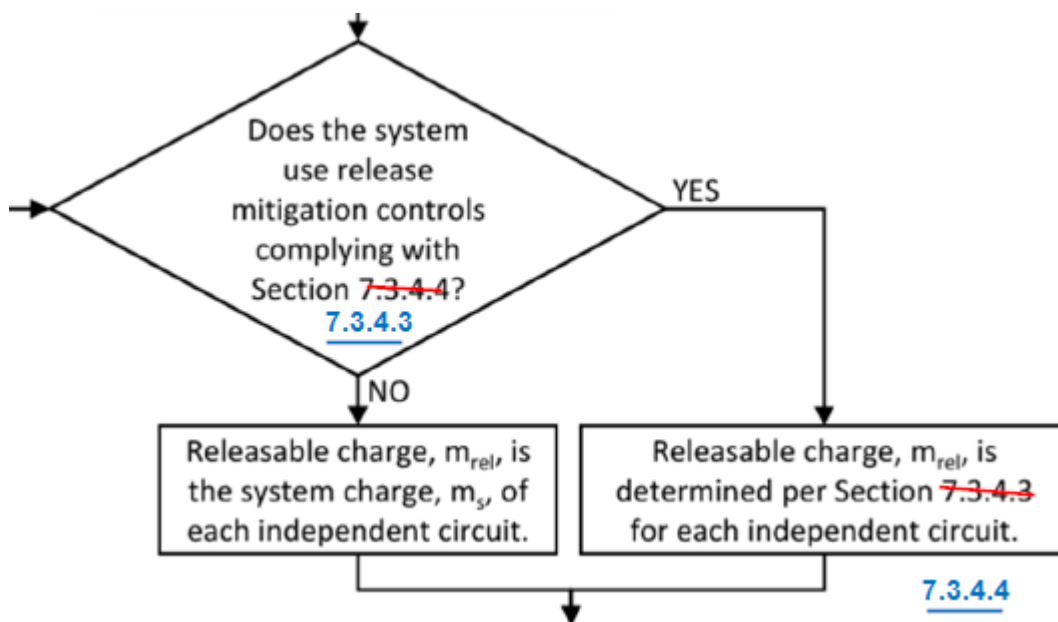 Does the system
use release
mitigation controls
complying with
Section 7.3.4.4?
7.3.4.3
YES
NO
Releasable charge, mrel, is
the system charge, ms, of
each independent circuit.
Releasable charge, mrel, is
determined per Section 7.3.4.3
for each independent circuit.
7.3.4.4